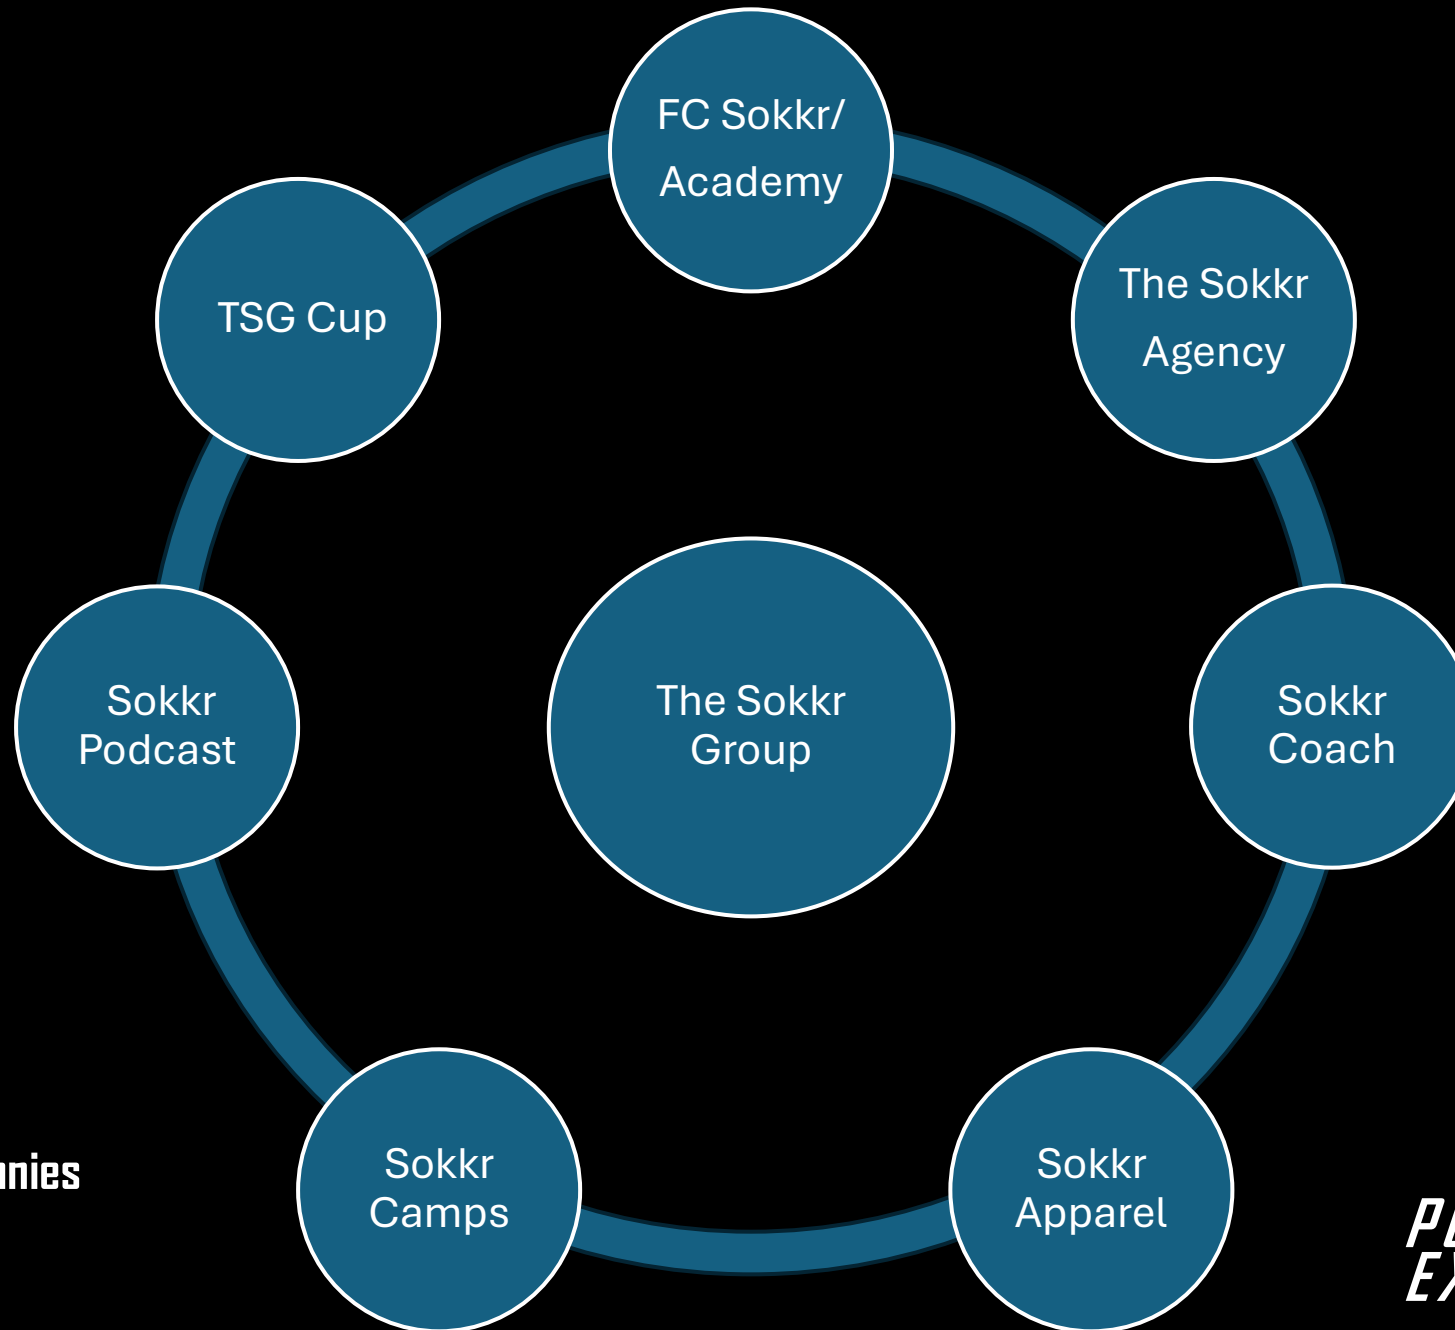 FC Sokkr/
Academy
The Sokkr
Agency
TSG Cup
Sokkr
Podcast
The Sokkr
Group
Sokkr
Coach
Sokkr
Camps
Sokkr
Apparel